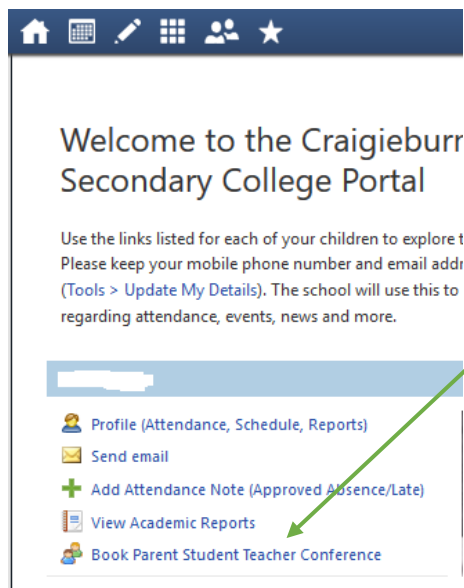 Welcome to the Craigieburn
Secondary College Portal
Use the links listed for each of your children to explore
Please keep your mobile phone number and email
(Tools > Update My Details). The school will use this to
regarding attendance, events, news and more.
Profile (Attendance, Schedule, Reports)
Send email
Add Attendance Note (Approved Absence/Late)
View Academic Reports
Book Parent Student Teacher Conference